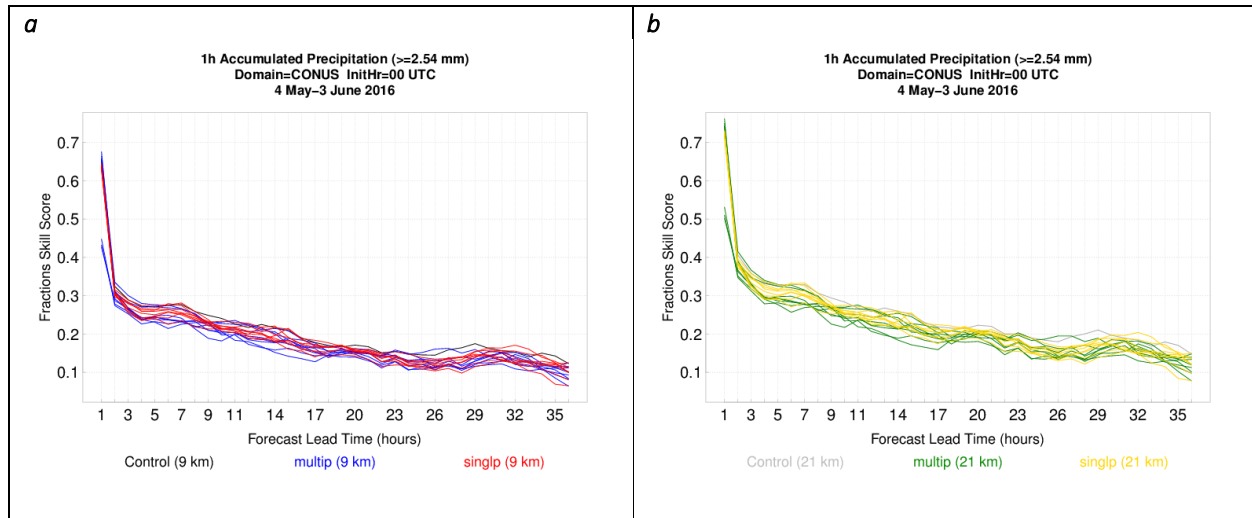 a
1h Accumulated Precipitation (>=2.54 mm)
Domain=CONUS InitHr=00 UTC
4 May−3 June 2016
Fractions Skill Score
0.7
0.6
0.5
0.4
0.3
0.2
0.1
1 3 5 7 9 11 14 17 20 23 26 29 32 35
Forecast Lead Time (hours)
Control (9 km) multip (9 km) singlp (9 km)
b
1h Accumulated Precipitation (>=2.54 mm)
Domain=CONUS InitHr=00 UTC
4 May−3 June 2016
Fractions Skill Score
0.7
0.6
0.5
0.4
0.3
0.2
0.1
1 3 5 7 9 11 14 17 20 23 26 29 32 35
Forecast Lead Time (hours)
Control (21 km) multip (21 km) singlp (21 km)